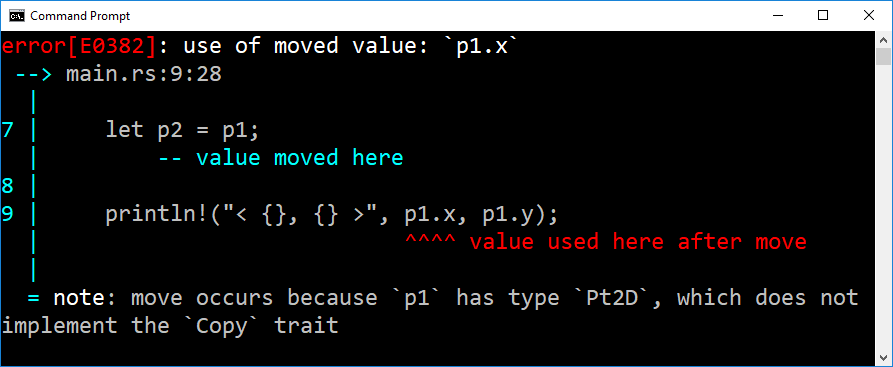 Command Prompt
error[E0382]: use of moved value: `p1.x`
 --> main.rs:9:28
  |
7 |     let p2 = p1;
  |         -- value moved here
8 |
9 |     println!("< {}, {} >", p1.x, p1.y);
  |                            ^^^^ value used here after move
  |
  = note: move occurs because `p1` has type `Pt2D`, which does not
implement the `Copy` trait